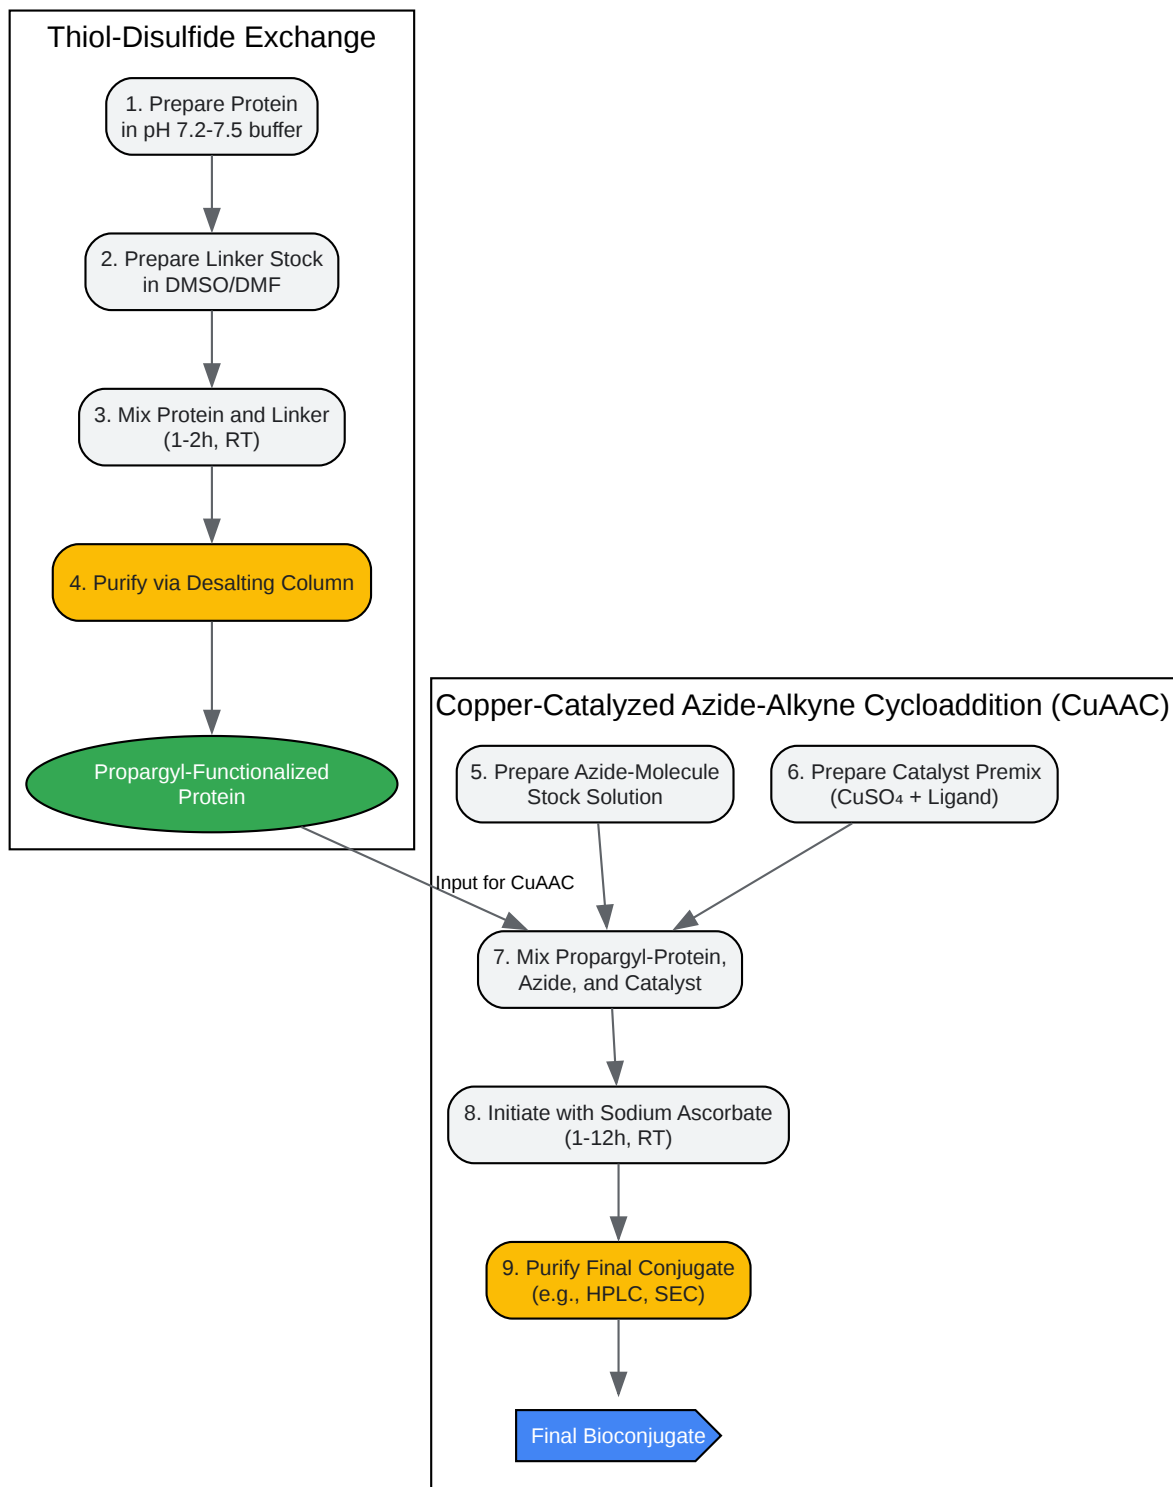 Thiol-Disulfide Exchange
1. Prepare Protein
in pH 7.2-7.5 buffer
2. Prepare Linker Stock
in DMSO/DMF
3. Mix Protein and Linker
(1-2h, RT)
4. Purify via Desalting Column
Propargyl-Functionalized
Protein
Copper-Catalyzed Azide-Alkyne Cycloaddition (CuAAC)
5. Prepare Azide-Molecule
Stock Solution
6. Prepare Catalyst Premix
(CuSO₄ + Ligand)
Input for CuAAC
7. Mix Propargyl-Protein,
Azide, and Catalyst
8. Initiate with Sodium Ascorbate
(1-12h, RT)
9. Purify Final Conjugate
(e.g., HPLC, SEC)
Final Bioconjugate